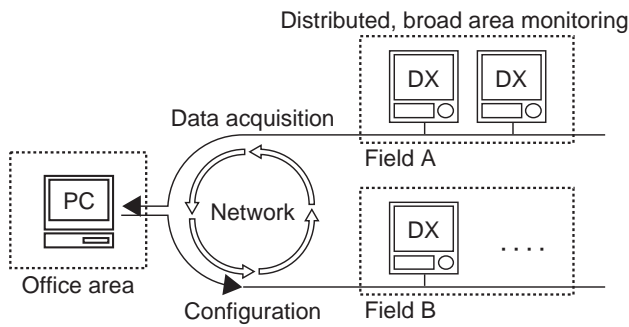 Distributed, broad area monitoring
DX
DX
Data acquisition
Field A
PC
Network
DX
. . . .
Office area
Configuration
Field B